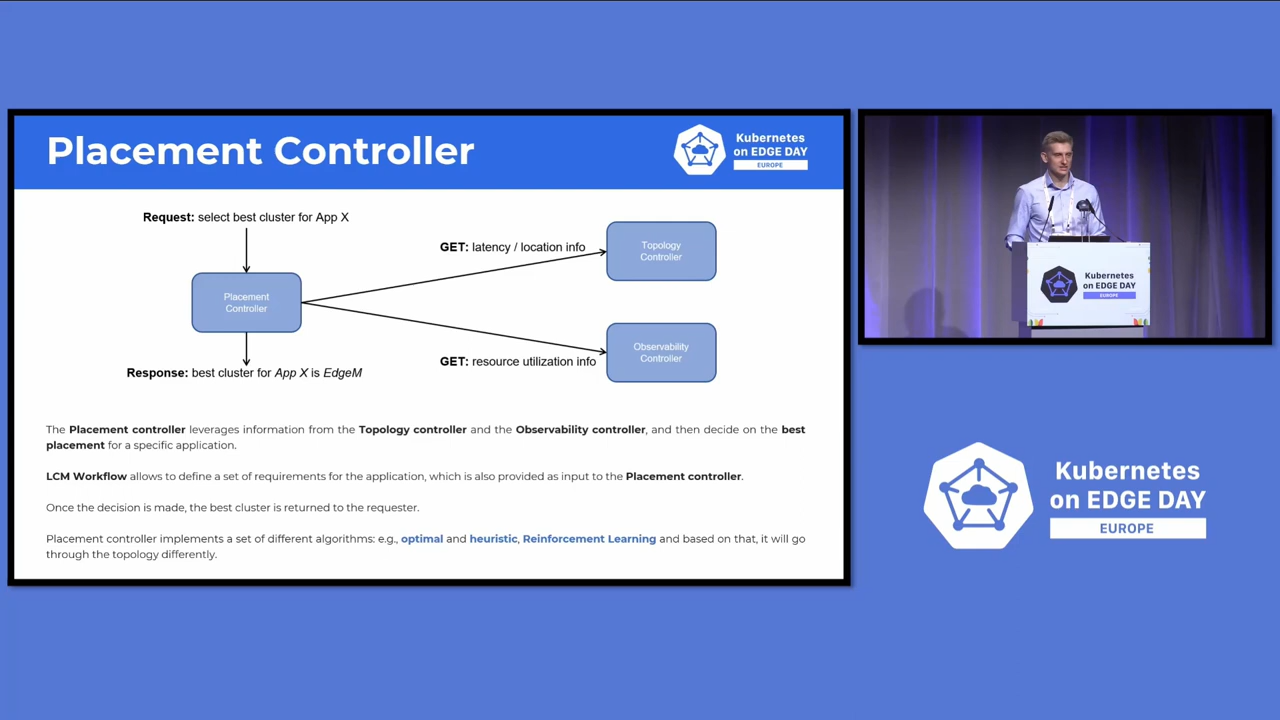 Placement Controller
Kubernetes
on EDGE DAY
EUROPE
Request: select best cluster for App X
GET: latency / location info
Topology
Controller
Placement
Controller
Observability
Controller
GET: resource utilization info
Response: best cluster for App X is EdgeM
The Placement controller leverages information from the Topology controller and the Observability controller, and then decide on the best
placement for a specific application.
LCM Workflow allows to define a set of requirements for the application, which is also provided as input to the Placement controller.
Once the decision is made, the best cluster is returned to the requester.
Placement controller implements a set of different algorithms: e.g., optimal and heuristic, Reinforcement Learning and based on that, it will go
through the topology differently.
Kubernetes
on EDGE DAY
EUROPE
Kubernetes
on EDGE DAY
EUROPE